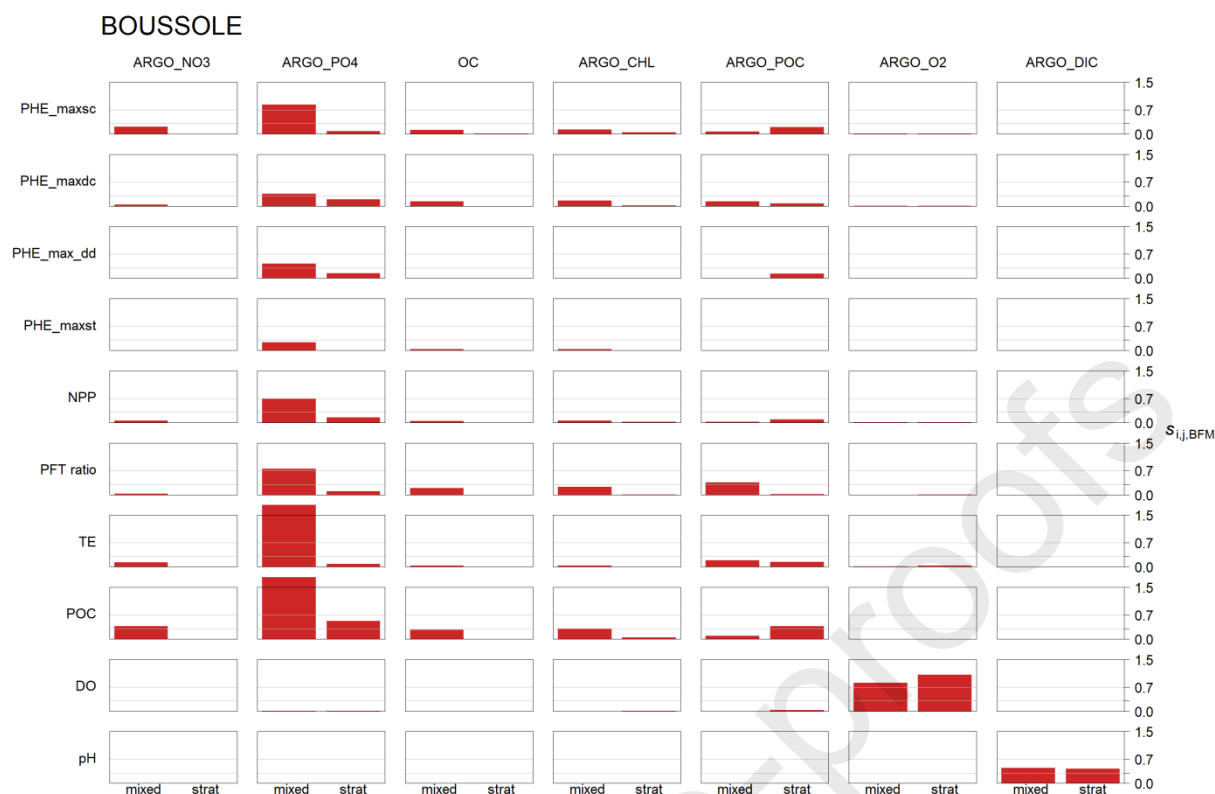 BOUSSOLE
ARGO_NO3 ARGO_PO4 OC ARGO_CHL ARGO_POC ARGO_O2 ARGO_DIC
PHE_maxsc 1.5 0.7 0.0
PHE_maxdc 1.5 0.7 0.0
PHE_max_dd 1.5 0.7 0.0
PHE_maxst 1.5 0.7 0.0
NPP 1.5 0.7 0.0
s i,j,BFM
PFT ratio 1.5 0.7 0.0
TE 1.5 0.7 0.0
POC 1.5 0.7 0.0
DO 1.5 0.7 0.0
pH 1.5 0.7 0.0
mixed strat mixed strat mixed strat mixed strat mixed strat mixed strat mixed strat
-proofs